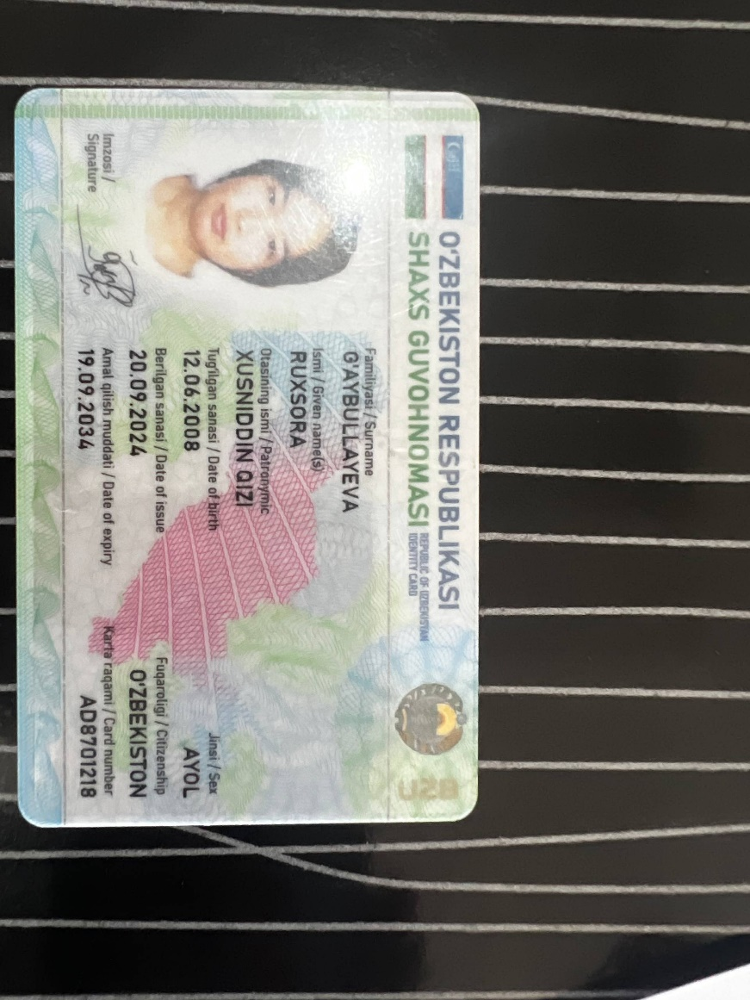 O'ZBEKISTON RESPUBLIKASI
SHAXS GUVOHNOMASI
REPUBLIC OF UZBEKISTAN
IDENTITY CARD
Familiyasi / Surname
G'AYBULLAYEVA
Ismi / Given name(s)
RUXSORA
Otasining ismi / Patronymic
XUSNIDDIN QIZI
Tug'ilgan sanasi / Date of birth
12.06.2008
Jinsi / Sex
AYOL
Berilgan sanasi / Date of issue
20.09.2024
Fuqaroligi / Citizenship
O'ZBEKISTON
Amal qilish muddati / Date of expiry
19.09.2034
Karta raqami / Card number
AD8701218
Imzosi /
Signature
UZB